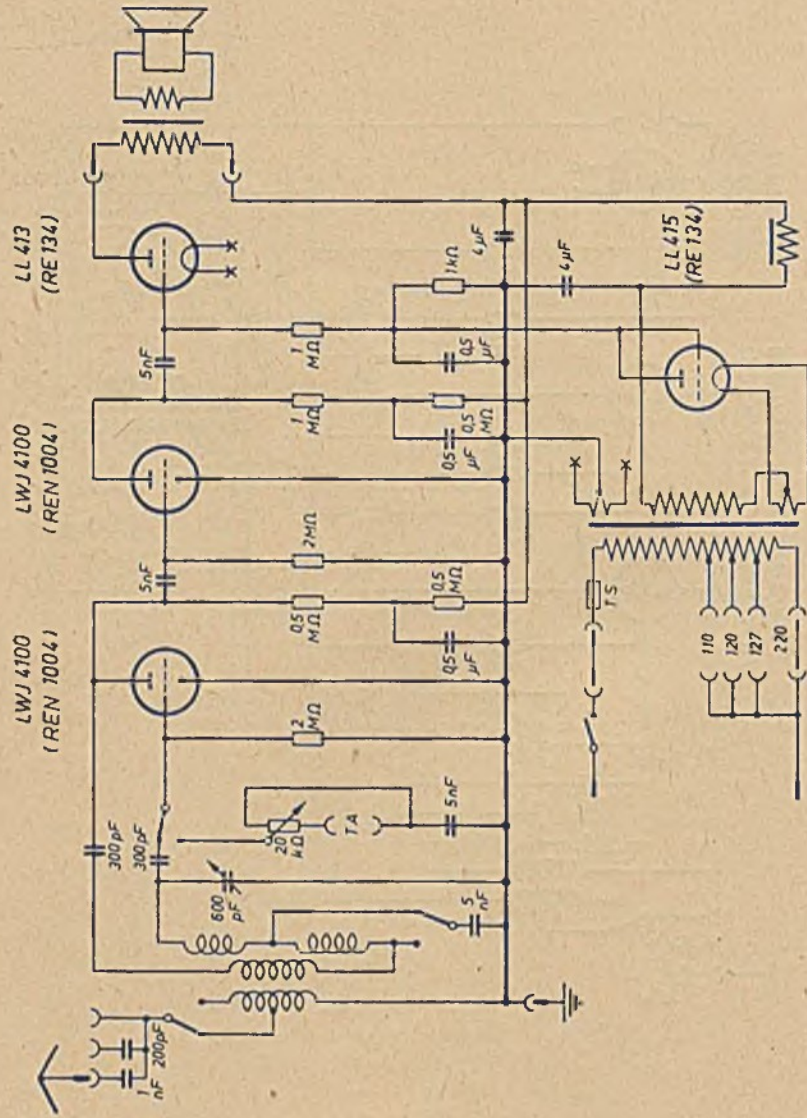 LWJ 4100
(REN 1004)
LWJ 4100
(REN 1004)
LL 413
(RE 134)
300pF
300pF
5nF
5nF
1
nF
200pF
600
pF
20
kΩ
T.A
2
MΩ
0,5
MΩ
2MΩ
1
MΩ
1
MΩ
5
nF
5nF
0,5
µF
0,5
MΩ
0,5
µF
0,5
MΩ
0,5
µF
1kΩ
4µF
4µF
T.S
110
120
127
220
LL 415
(RE 134)